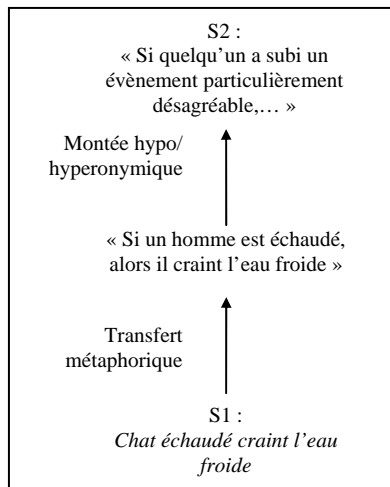 S2 :
« Si quelqu’un a subi un
évènement particulièrement
désagréable,… »
Montée hypo/
hyperonymique
« Si un homme est échaudé,
alors il craint l’eau froide »
Transfert
métaphorique
S1 :
Chat échaudé craint l’eau
froide